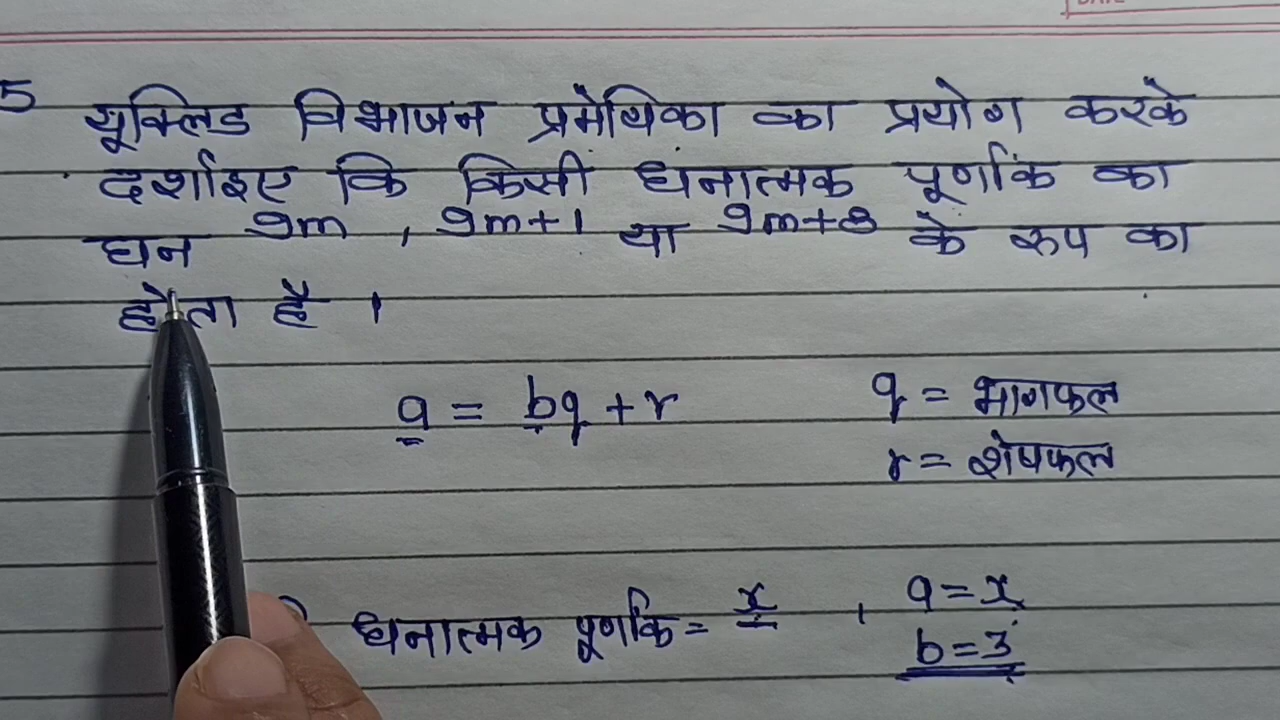 5 यूक्लिड विभाजन प्रमेयिका का प्रयोग करके
दर्शाइए कि किसी धनात्मक पूर्णांक का
घन 9m , 9m+1 या 9m+8 के रूप का
होता है ।
a = bq + r q = भागफल
r = शेषफल
धनात्मक पूर्णांक = x , a = x
b = 3